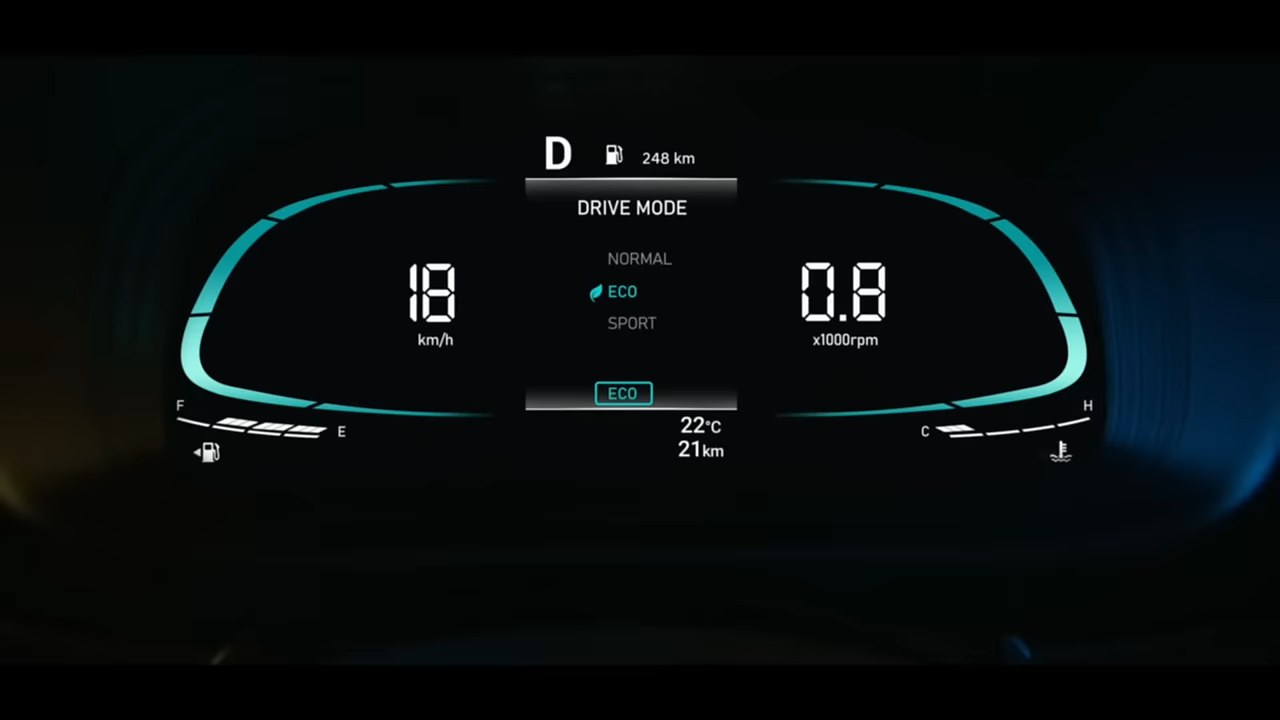 D 248 km
DRIVE MODE
NORMAL
18 ECO 0.8
SPORT
km/h x1000rpm
ECO
F H
22°C
E C
21km